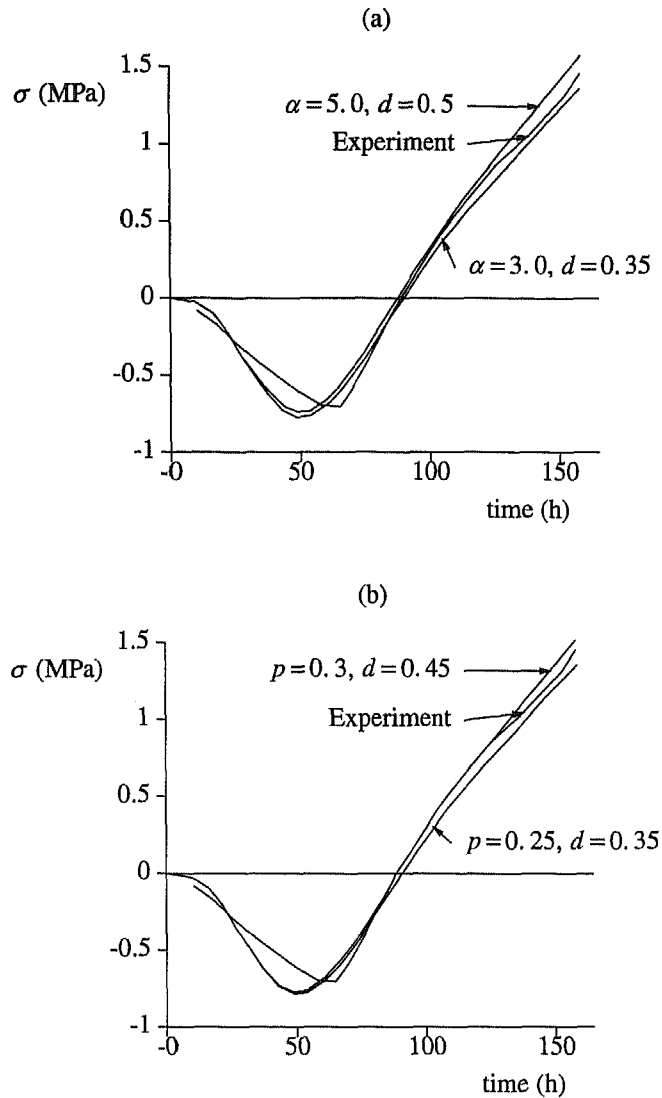 (a)
1.5
σ (MPa)
α=5.0, d=0.5
1
Experiment
0.5
α=3.0, d=0.35
0
-0.5
-1
-0 50 100 150
time (h)
(b)
1.5
σ (MPa)
p=0.3, d=0.45
1
Experiment
0.5
p=0.25, d=0.35
0
-0.5
-1
-0 50 100 150
time (h)